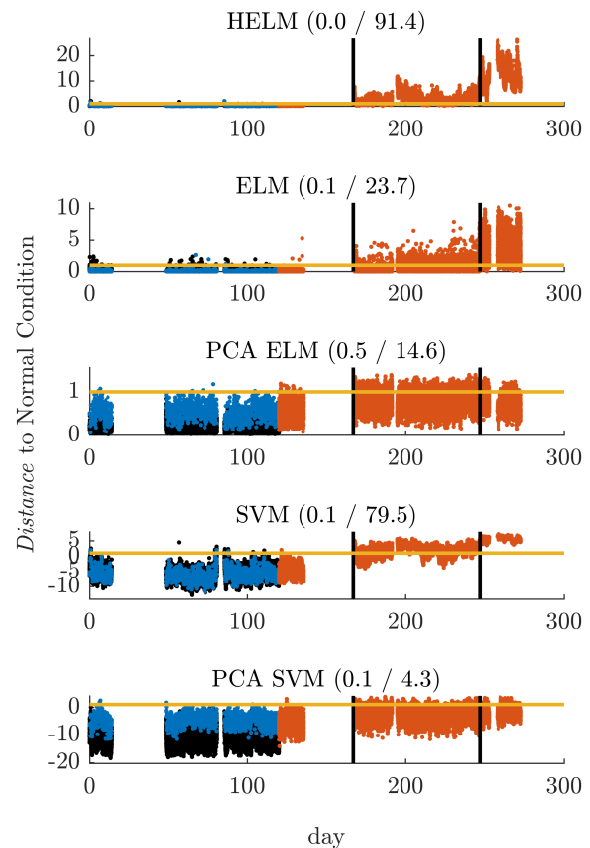 HELM (0.0 / 91.4)
20
10
0
0 100 200 300
ELM (0.1 / 23.7)
10
5
0
0 100 200 300
PCA ELM (0.5 / 14.6)
1
0
0 100 200 300
SVM (0.1 / 79.5)
5
0
-5
-10
0 100 200 300
PCA SVM (0.1 / 4.3)
0
-10
-20
0 100 200 300
Distance to Normal Condition
day